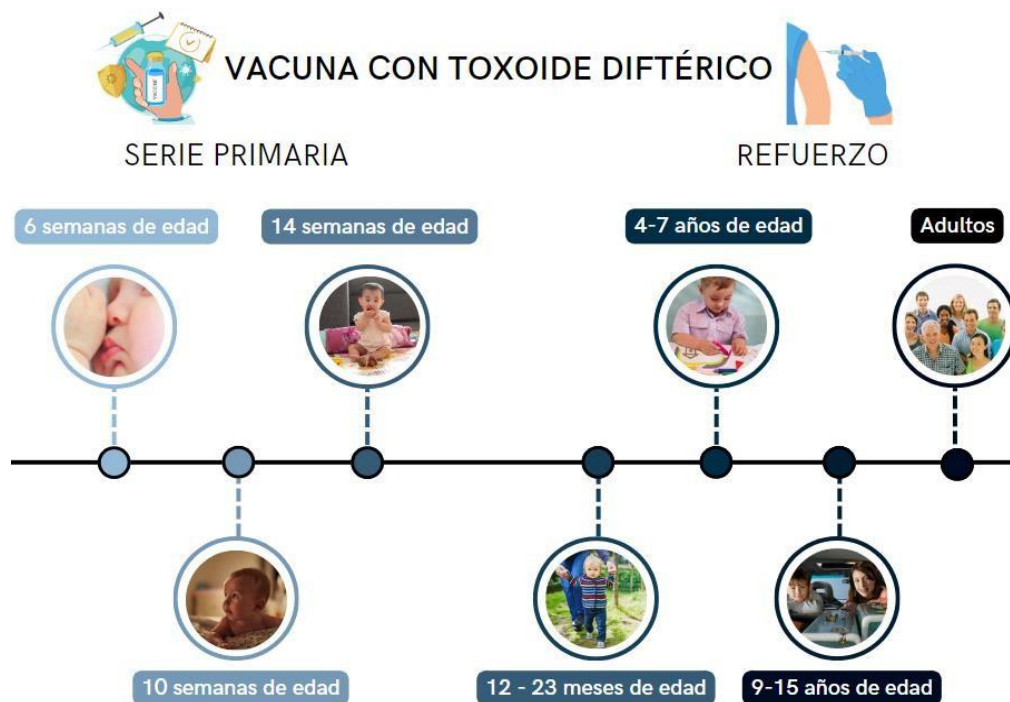 VACUNA CON TOXOIDE DIFTÉRICO
SERIE PRIMARIA
REFUERZO
6 semanas de edad
14 semanas de edad
4-7 años de edad
Adultos
10 semanas de edad
12 - 23 meses de edad
9-15 años de edad